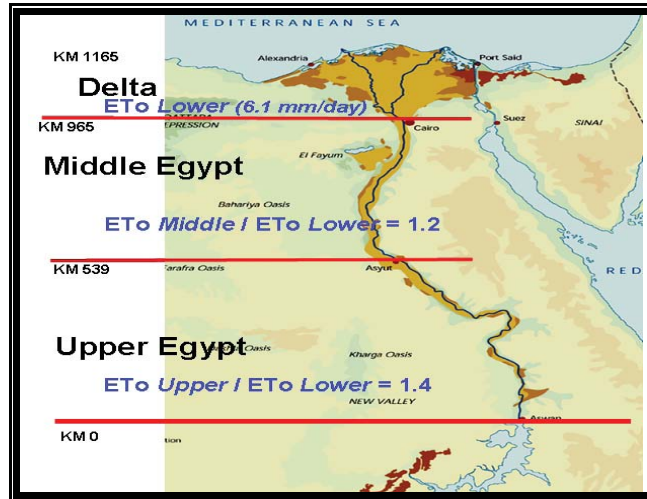 MEDITERRANEAN SEA
KM 1165
Alexandria
Port Said
Delta
ETo Lower (6.1 mm/day)
KM 965
Cairo
Suez
SINAI
El Fayum
Middle Egypt
Bahariya Oasis
ETo Middle / ETo Lower = 1.2
KM 539
Asyut
RED
Upper Egypt
Kharga Oasis
ETo Upper / ETo Lower = 1.4
NEW VALLEY
Aswan
KM 0